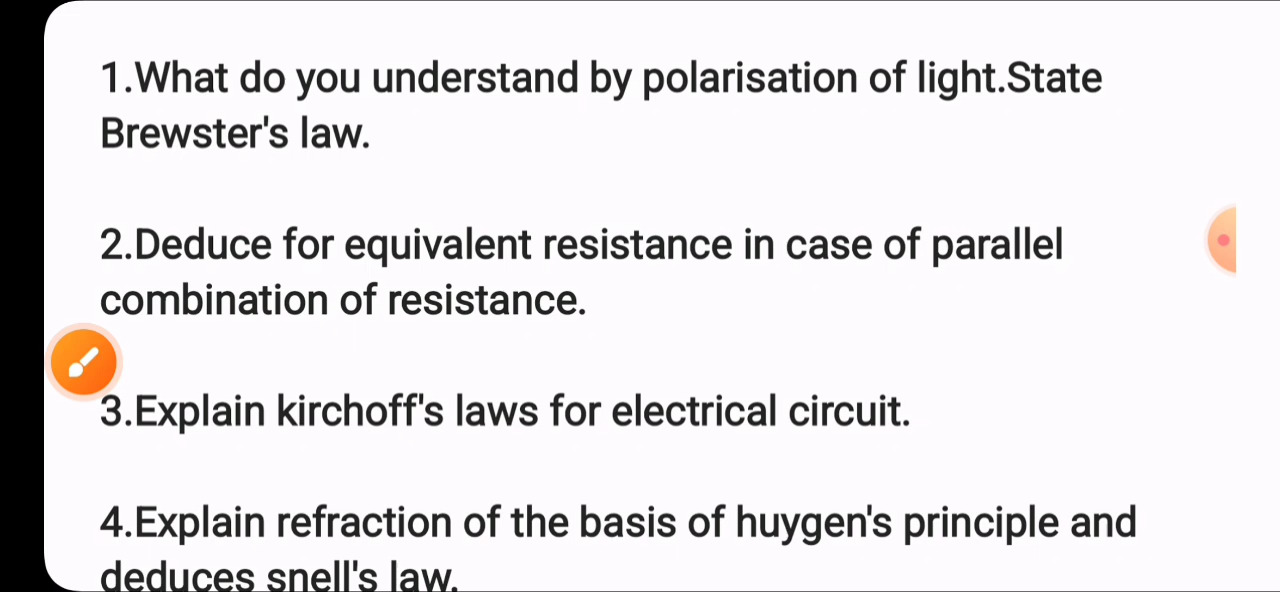 1.What do you understand by polarisation of light.State
Brewster's law.
2.Deduce for equivalent resistance in case of parallel
combination of resistance.
3.Explain kirchoff's laws for electrical circuit.
4.Explain refraction of the basis of huygen's principle and
deduces snell's law.